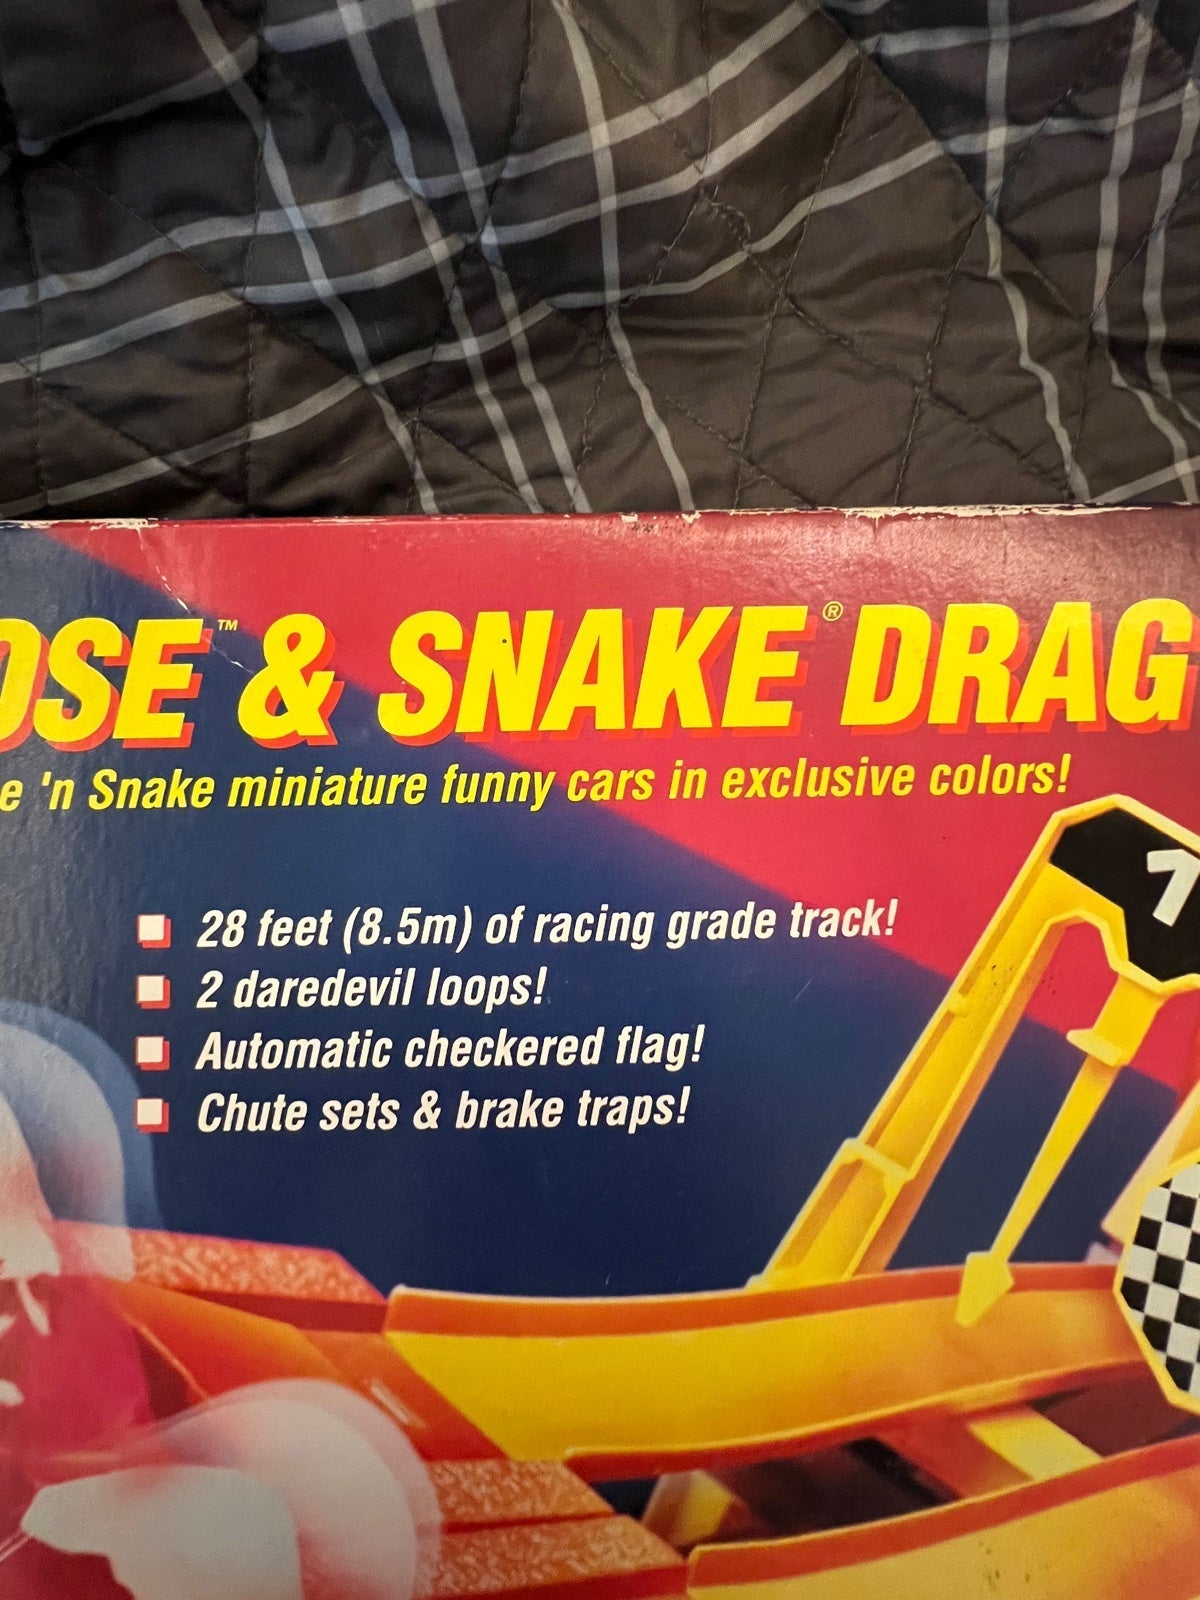 OSE™ & SNAKE® DRAG
e 'n Snake miniature funny cars in exclusive colors!
28 feet (8.5m) of racing grade track!
2 daredevil loops!
Automatic checkered flag!
Chute sets & brake traps!
1